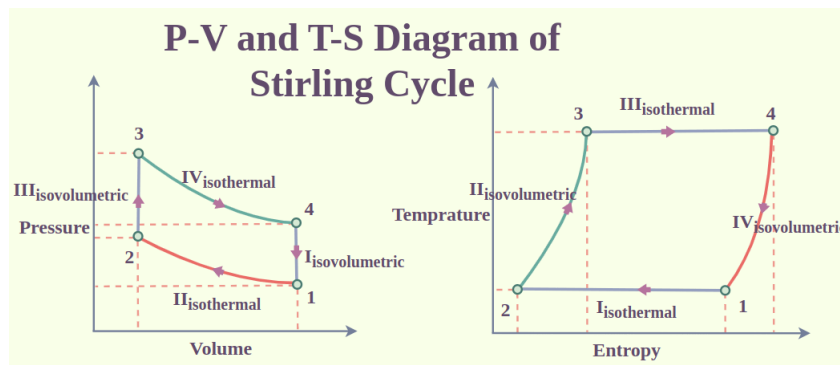 P-V and T-S Diagram of
Stirling Cycle
3
IVisothermal
IIIisovolumetric
Pressure
4
2
Iisovolumetric
IIisothermal
1
Volume
3
IIIisothermal
4
IIisovolumetric
Temprature
IVisovolumetric
2
Iisothermal
1
Entropy